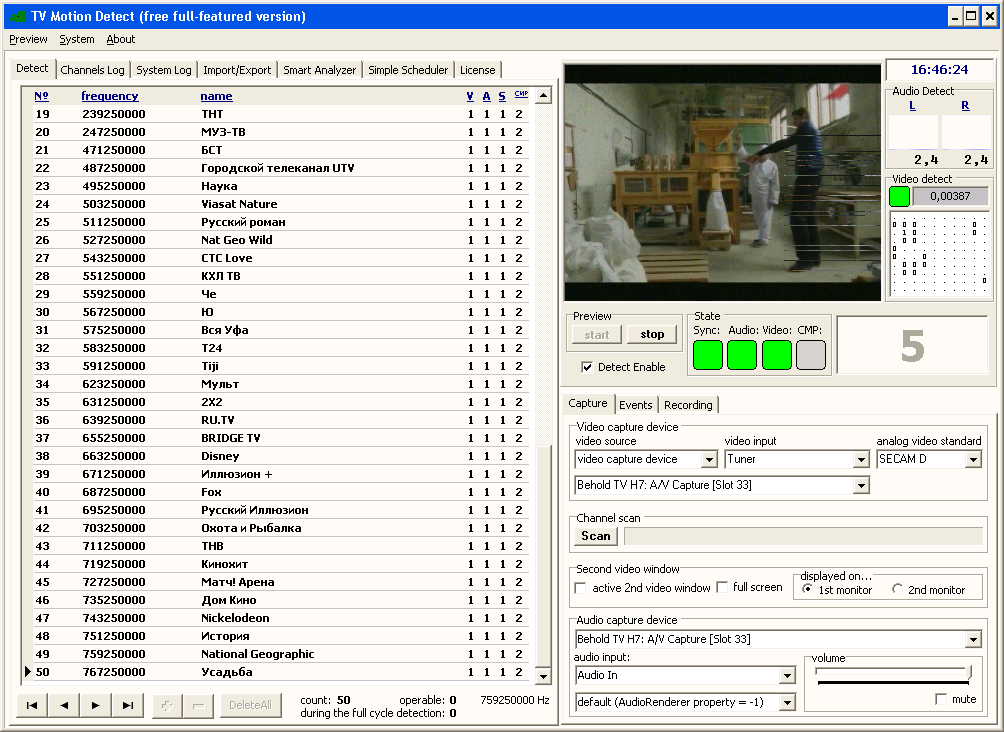 TV Motion Detect (free full-featured version)
Preview System About
Detect Channels Log System Log Import/Export Smart Analyzer Simple Scheduler License
№ frequency name V A S CMP
19 239250000 ТНТ 1 1 1 2
20 247250000 МУЗ-ТВ 1 1 1 2
21 471250000 БСТ 1 1 1 2
22 487250000 Городской телеканал UTV 1 1 1 2
23 495250000 Наука 1 1 1 2
24 503250000 Viasat Nature 1 1 1 2
25 511250000 Русский роман 1 1 1 2
26 527250000 Nat Geo Wild 1 1 1 2
27 543250000 СТС Love 1 1 1 2
28 551250000 КХЛ ТВ 1 1 1 2
29 559250000 Че 1 1 1 2
30 567250000 Ю 1 1 1 2
31 575250000 Вся Уфа 1 1 1 2
32 583250000 T24 1 1 1 2
33 591250000 Tiji 1 1 1 2
34 623250000 Мульт 1 1 1 2
35 631250000 2X2 1 1 1 2
36 639250000 RU.TV 1 1 1 2
37 655250000 BRIDGE TV 1 1 1 2
38 663250000 Disney 1 1 1 2
39 671250000 Иллюзион + 1 1 1 2
40 687250000 Fox 1 1 1 2
41 695250000 Русский Иллюзион 1 1 1 2
42 703250000 Охота и Рыбалка 1 1 1 2
43 711250000 ТНВ 1 1 1 2
44 719250000 Кинохит 1 1 1 2
45 727250000 Матч! Арена 1 1 1 2
46 735250000 Дом Кино 1 1 1 2
47 743250000 Nickelodeon 1 1 1 2
48 751250000 История 1 1 1 2
49 759250000 National Geographic 1 1 1 2
50 767250000 Усадьба 1 1 1 2
DeleteAll
count: 50 operable: 0 759250000 Hz
during the full cycle detection: 0
16:46:24
Audio Detect
L R
2,4 2,4
Video detect
0,00387
Preview
start stop
Detect Enable
State
Sync: Audio: Video: CMP:
5
Capture Events Recording
Video capture device
video source video input analog video standard
video capture device Tuner SECAM D
Behold TV H7: A/V Capture [Slot 33]
Channel scan
Scan
Second video window
active 2nd video window full screen
displayed on...
1st monitor 2nd monitor
Audio capture device
Behold TV H7: A/V Capture [Slot 33]
audio input:
Audio In
default (AudioRenderer property = -1)
volume
mute